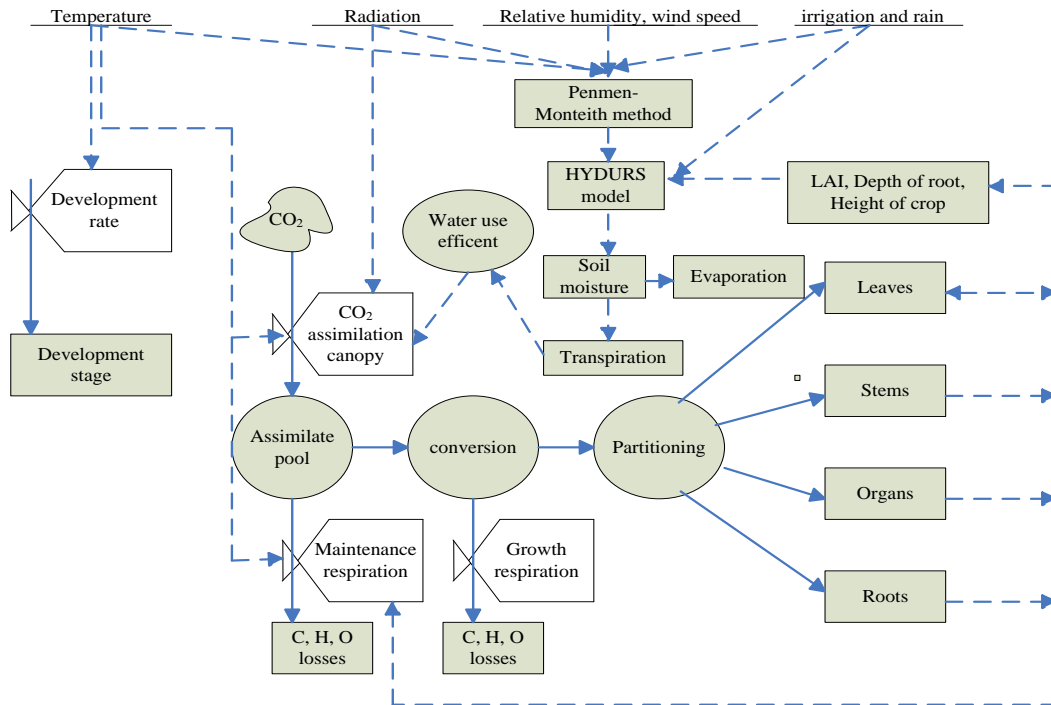 Temperature
Radiation
Relative humidity, wind speed
irrigation and rain
Penmen-
Monteith method
HYDURS
model
LAI, Depth of root,
Height of crop
Development
rate
CO₂
Water use
efficent
Soil
moisture
Evaporation
Leaves
CO₂
assimilation
canopy
Transpiration
Development
stage
Stems
Assimilate
pool
conversion
Partitioning
Organs
Maintenance
respiration
Growth
respiration
Roots
C, H, O
losses
C, H, O
losses